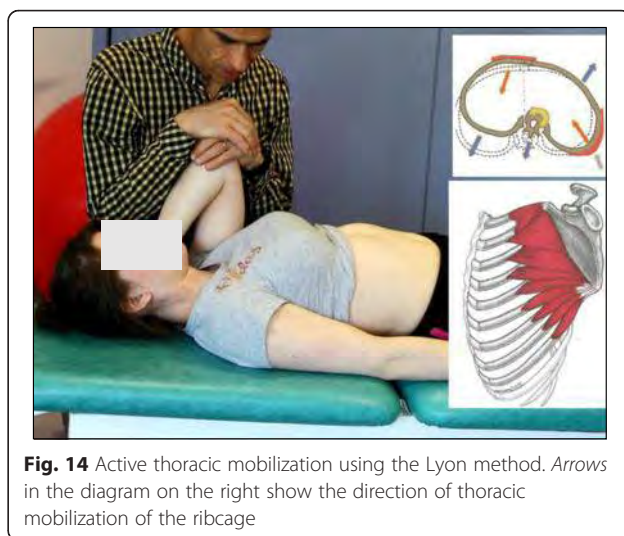 Fig. 14 Active thoracic mobilization using the Lyon method. Arrows
in the diagram on the right show the direction of thoracic
mobilization of the ribcage